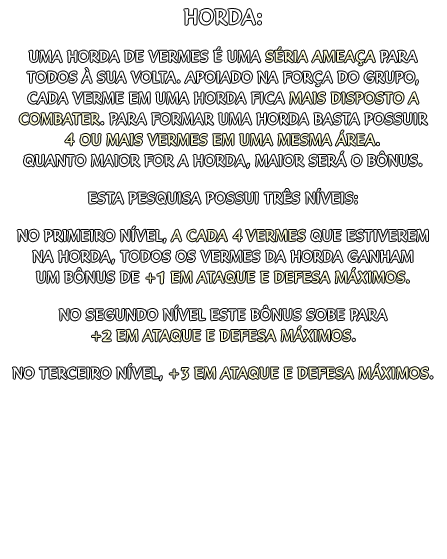 HORDA:
UMA HORDA DE VERMES É UMA SÉRIA AMEAÇA PARA
TODOS À SUA VOLTA. APOIADO NA FORÇA DO GRUPO,
CADA VERME EM UMA HORDA FICA MAIS DISPOSTO A
COMBATER. PARA FORMAR UMA HORDA BASTA POSSUIR
4 OU MAIS VERMES EM UMA MESMA ÁREA.
QUANTO MAIOR FOR A HORDA, MAIOR SERÁ O BÔNUS.
ESTA PESQUISA POSSUI TRÊS NÍVEIS:
NO PRIMEIRO NÍVEL, A CADA 4 VERMES QUE ESTIVEREM
NA HORDA, TODOS OS VERMES DA HORDA GANHAM
UM BÔNUS DE +1 EM ATAQUE E DEFESA MÁXIMOS.
NO SEGUNDO NÍVEL ESTE BÔNUS SOBE PARA
+2 EM ATAQUE E DEFESA MÁXIMOS.
NO TERCEIRO NÍVEL, +3 EM ATAQUE E DEFESA MÁXIMOS.